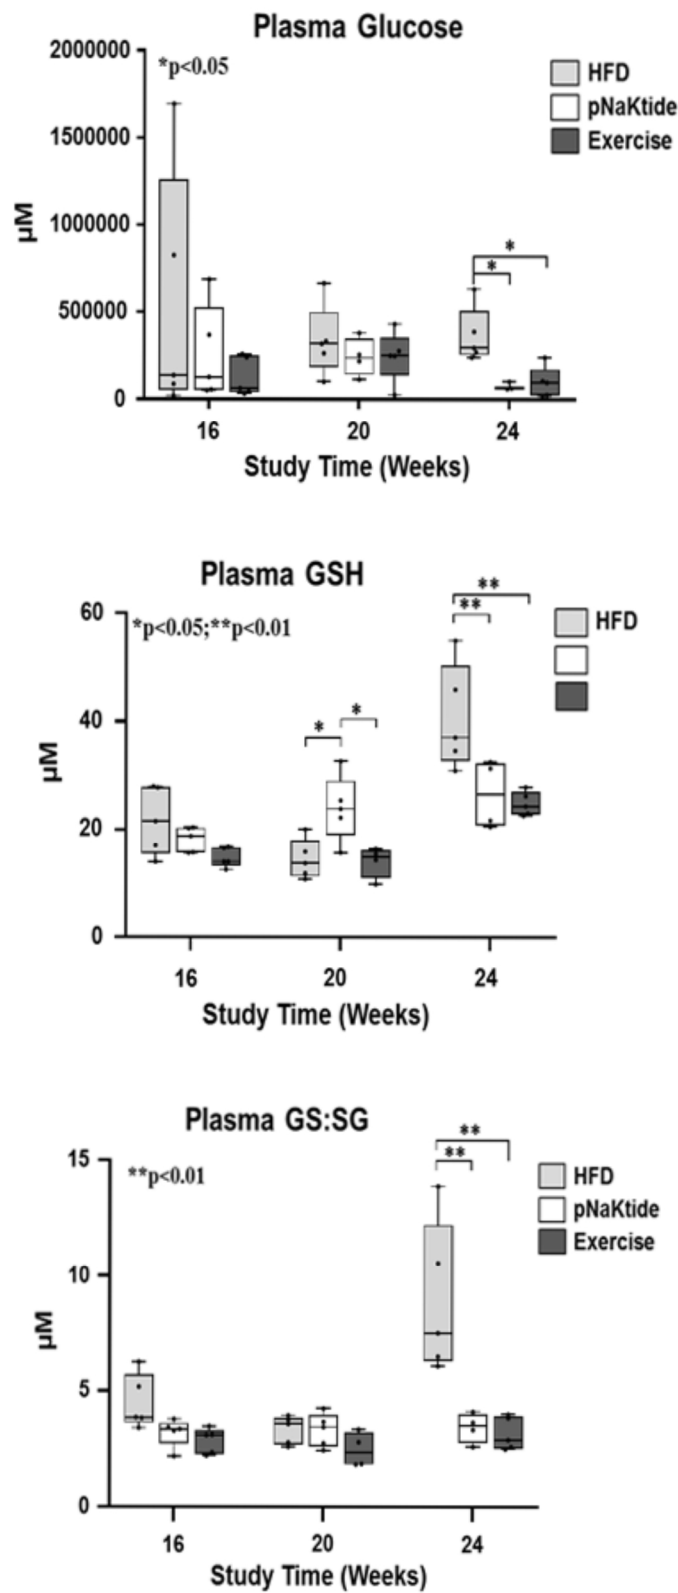 Plasma Glucose
*p<0.05
HFD
pNaKtide
Exercise
2000000
1500000
1000000
500000
0
µM
*
*
16 20 24
Study Time (Weeks)
Plasma GSH
*p<0.05;**p<0.01
HFD
60
40
20
0
µM
**
**
*
*
16 20 24
Study Time (Weeks)
Plasma GS:SG
**p<0.01
HFD
pNaKtide
Exercise
15
10
5
0
µM
**
**
16 20 24
Study Time (Weeks)